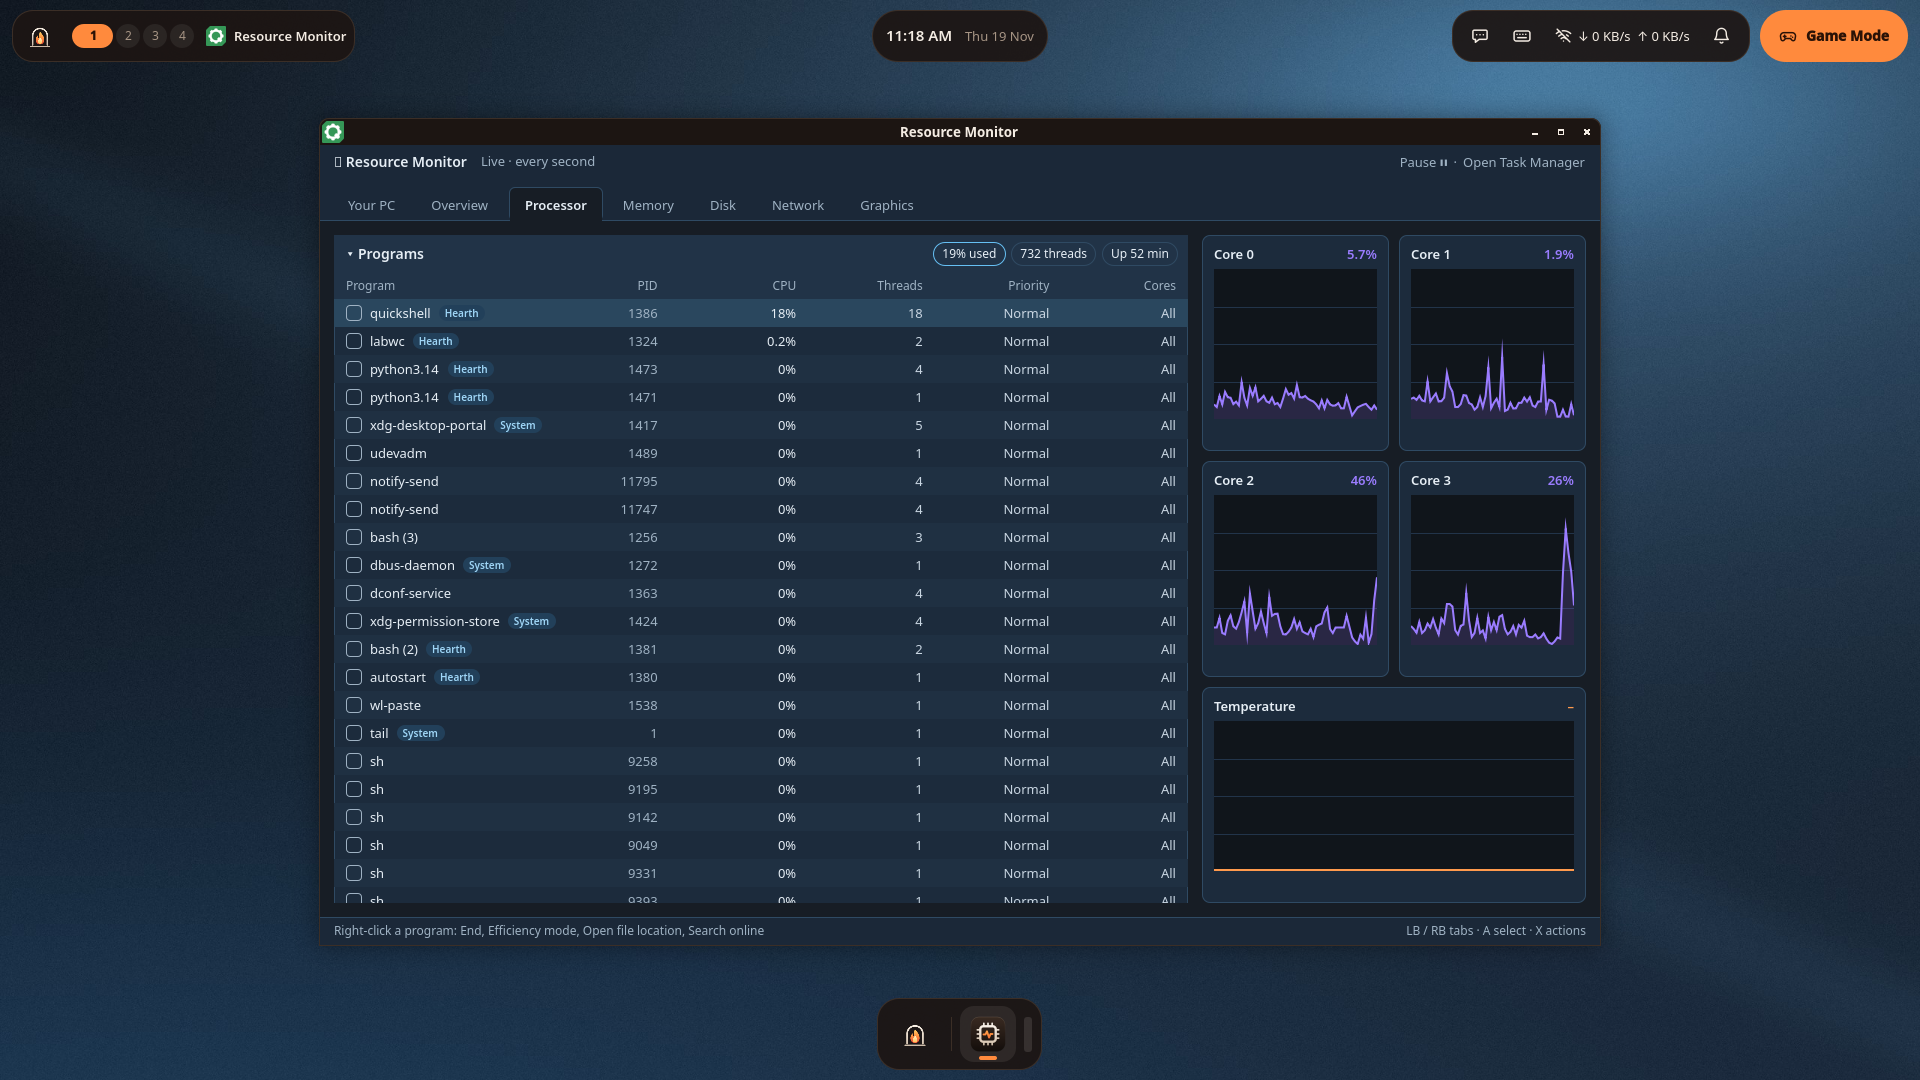 1 2 3 4 Resource Monitor
11:18 AM Thu 19 Nov
↓ 0 KB/s ↑ 0 KB/s
Game Mode
Resource Monitor
Resource Monitor Live · every second
Pause · Open Task Manager
Your PC Overview Processor Memory Disk Network Graphics
Programs 19% used 732 threads Up 52 min
Program PID CPU Threads Priority Cores
quickshell Hearth 1386 18% 18 Normal All
labwc Hearth 1324 0.2% 2 Normal All
python3.14 Hearth 1473 0% 4 Normal All
python3.14 Hearth 1471 0% 1 Normal All
xdg-desktop-portal System 1417 0% 5 Normal All
udevadm 1489 0% 1 Normal All
notify-send 11795 0% 4 Normal All
notify-send 11747 0% 4 Normal All
bash (3) 1256 0% 3 Normal All
dbus-daemon System 1272 0% 1 Normal All
dconf-service 1363 0% 4 Normal All
xdg-permission-store System 1424 0% 4 Normal All
bash (2) Hearth 1381 0% 2 Normal All
autostart Hearth 1380 0% 1 Normal All
wl-paste 1538 0% 1 Normal All
tail System 1 0% 1 Normal All
sh 9258 0% 1 Normal All
sh 9195 0% 1 Normal All
sh 9142 0% 1 Normal All
sh 9049 0% 1 Normal All
sh 9331 0% 1 Normal All
sh 9393 0% 1 Normal All
Core 0 5.7%
Core 1 1.9%
Core 2 46%
Core 3 26%
Temperature –
Right-click a program: End, Efficiency mode, Open file location, Search online
LB / RB tabs · A select · X actions